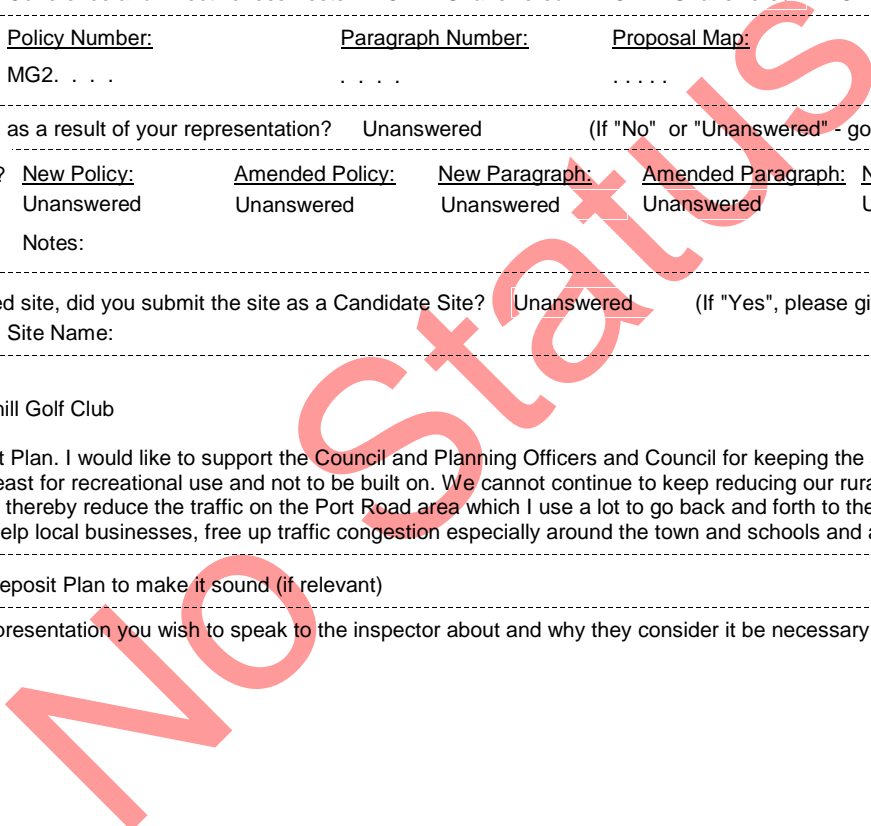 Policy Number: Paragraph Number: Proposal Map:
MG2. . . . . . . . . . . . .
as a result of your representation? Unanswered (If "No" or "Unanswered" - go
? New Policy: Amended Policy: New Paragraph: Amended Paragraph: N
Unanswered Unanswered Unanswered Unanswered U
Notes:
ed site, did you submit the site as a Candidate Site? Unanswered (If "Yes", please gi
Site Name:
hill Golf Club
t Plan. I would like to support the Council and Planning Officers and Council for keeping the
east for recreational use and not to be built on. We cannot continue to keep reducing our rura
thereby reduce the traffic on the Port Road area which I use a lot to go back and forth to the
elp local businesses, free up traffic congestion especially around the town and schools and a
eposit Plan to make it sound (if relevant)
presentation you wish to speak to the inspector about and why they consider it be necessary
No Status